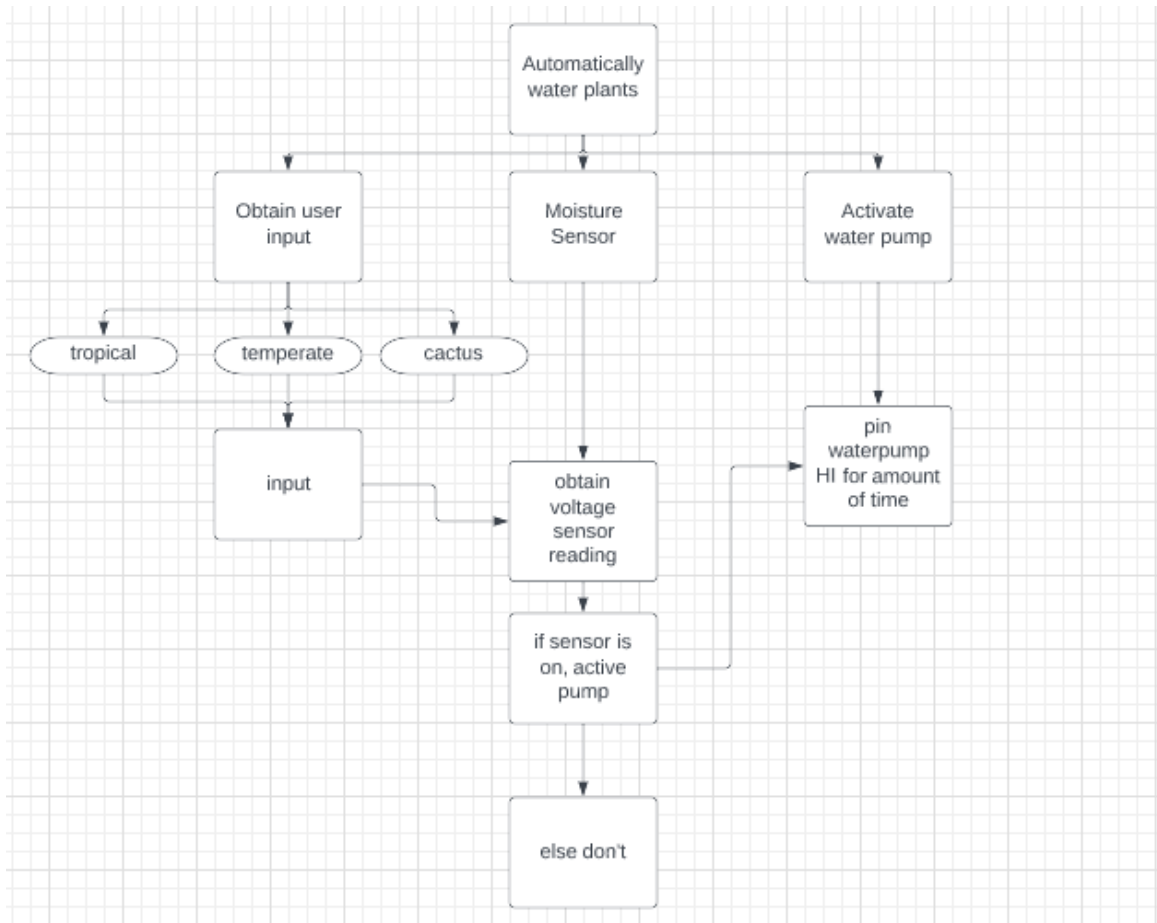 Automatically
water plants
Obtain user
input
Moisture
Sensor
Activate
water pump
tropical
temperate
cactus
input
obtain
voltage
sensor
reading
pin
waterpump
HI for amount
of time
if sensor is
on, active
pump
else don't